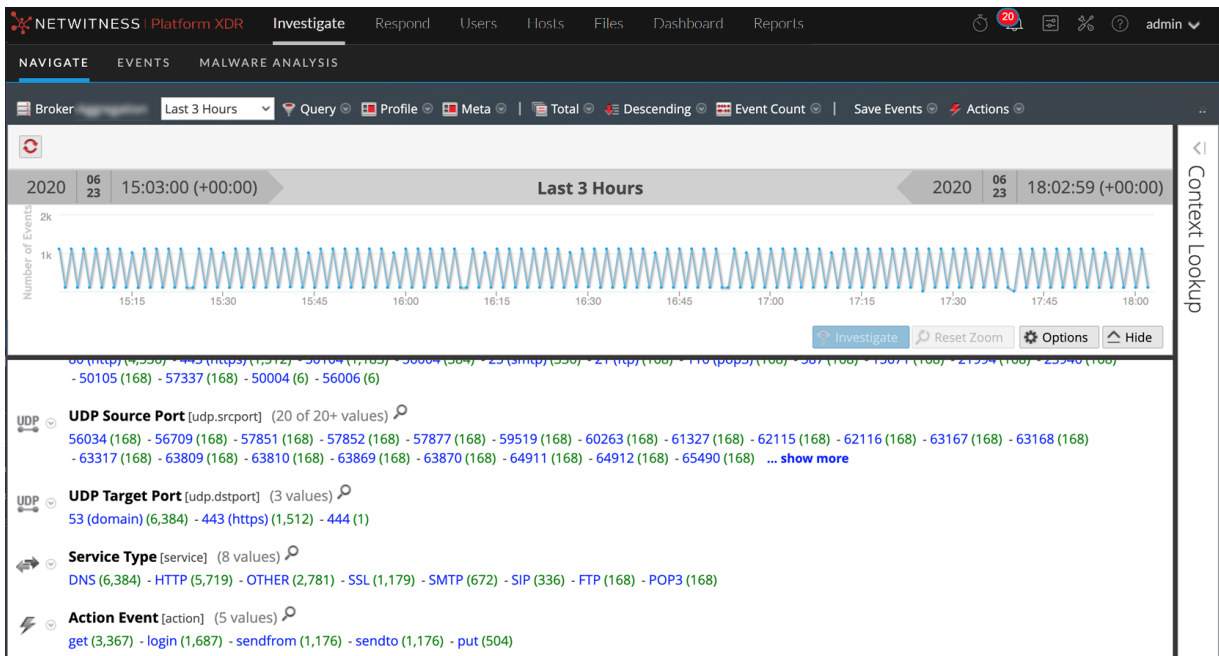 NETWITNESS | Platform XDR Investigate Respond Users Hosts Files Dashboard Reports 20 admin
NAVIGATE EVENTS MALWARE ANALYSIS
Broker Last 3 Hours Query Profile Meta | Total Descending Event Count | Save Events Actions
2020 06 23 15:03:00 (+00:00) Last 3 Hours 2020 06 23 18:02:59 (+00:00)
Context Lookup
Number of Events
2k
1k
15:15 15:30 15:45 16:00 16:15 16:30 16:45 17:00 17:15 17:30 17:45 18:00
Investigate Reset Zoom Options Hide
- 50105 (168) - 57337 (168) - 50004 (6) - 56006 (6)
UDP UDP Source Port [udp.srcport] (20 of 20+ values)
56034 (168) - 56709 (168) - 57851 (168) - 57852 (168) - 57877 (168) - 59519 (168) - 60263 (168) - 61327 (168) - 62115 (168) - 62116 (168) - 63167 (168) - 63168 (168)
- 63317 (168) - 63809 (168) - 63810 (168) - 63869 (168) - 63870 (168) - 64911 (168) - 64912 (168) - 65490 (168) ... show more
UDP UDP Target Port [udp.dstport] (3 values)
53 (domain) (6,384) - 443 (https) (1,512) - 444 (1)
Service Type [service] (8 values)
DNS (6,384) - HTTP (5,719) - OTHER (2,781) - SSL (1,179) - SMTP (672) - SIP (336) - FTP (168) - POP3 (168)
Action Event [action] (5 values)
get (3,367) - login (1,687) - sendfrom (1,176) - sendto (1,176) - put (504)